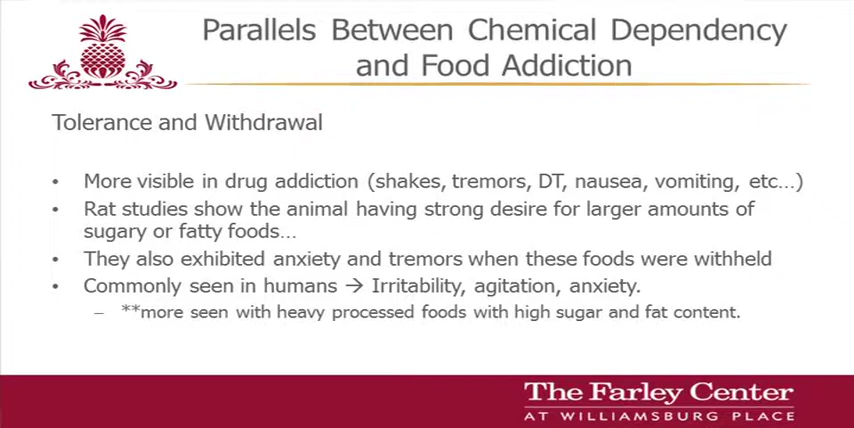 Parallels Between Chemical Dependency
and Food Addiction
Tolerance and Withdrawal
• More visible in drug addiction (shakes, tremors, DT, nausea, vomiting, etc…)
• Rat studies show the animal having strong desire for larger amounts of
sugary or fatty foods…
• They also exhibited anxiety and tremors when these foods were withheld
• Commonly seen in humans → Irritability, agitation, anxiety.
– **more seen with heavy processed foods with high sugar and fat content.
The Farley Center
AT WILLIAMSBURG PLACE